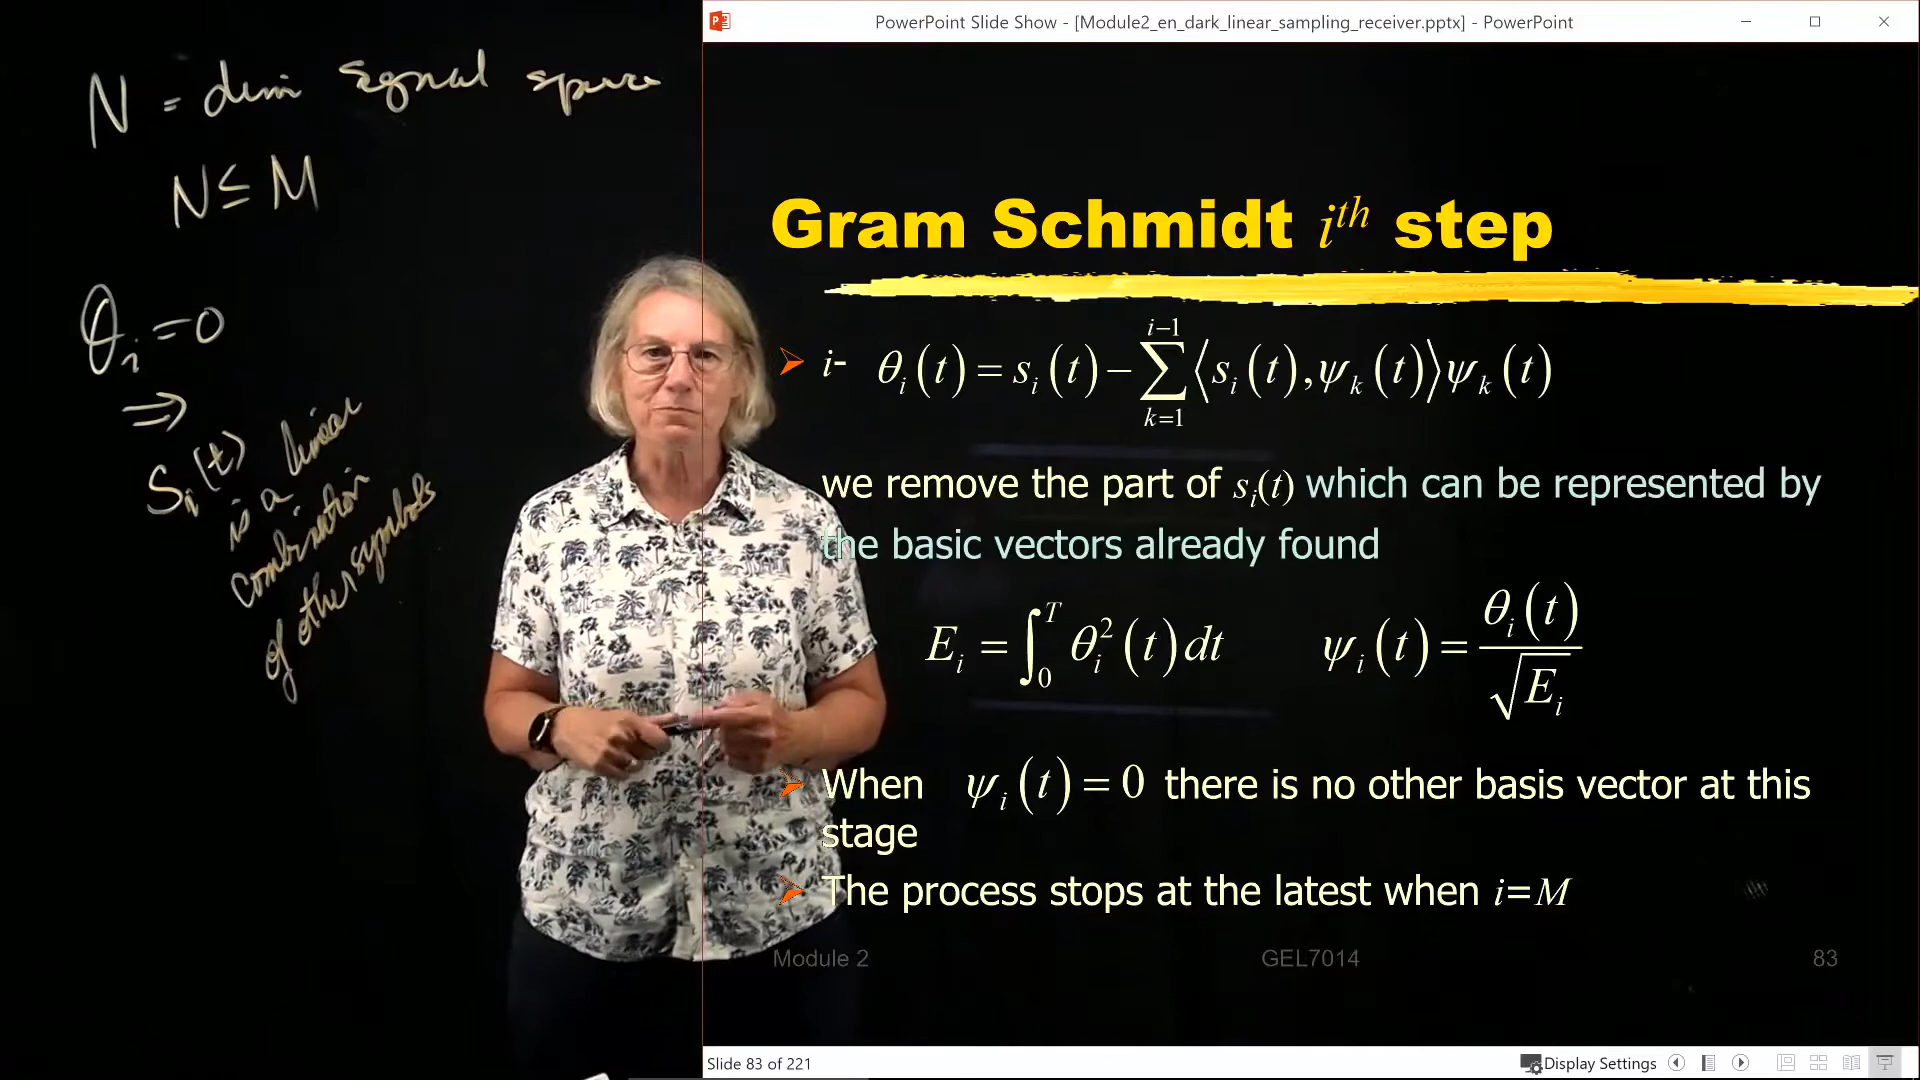 PowerPoint Slide Show - [Module2_en_dark_linear_sampling_receiver.pptx] - PowerPoint
N = dim signal space
N ≤ M
θᵢ = 0
⇒
Sᵢ(t)
is a linear
combination
of other symbols
Gram Schmidt iᵗʰ step
i- θᵢ(t) = sᵢ(t) − ∑_{k=1}^{i−1} ⟨sᵢ(t), ψₖ(t)⟩ ψₖ(t)
we remove the part of sᵢ(t) which can be represented by
the basic vectors already found
Eᵢ = ∫₀ᵀ θᵢ²(t) dt ψᵢ(t) = θᵢ(t) / √Eᵢ
When ψᵢ(t) = 0 there is no other basis vector at this
stage
The process stops at the latest when i=M
Module 2 GEL7014 83
Slide 83 of 221 Display Settings